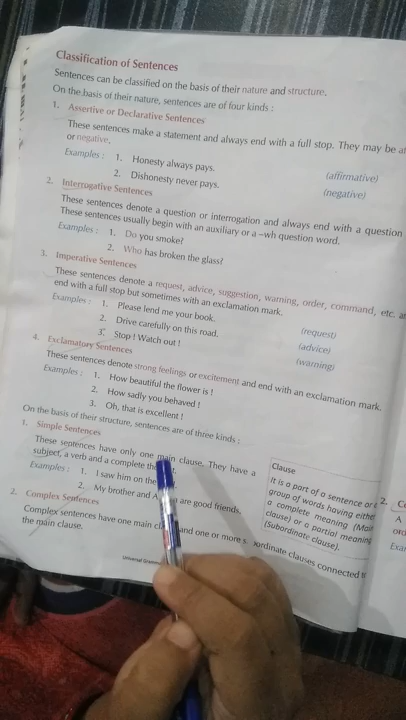 Classification of Sentences
Sentences can be classified on the basis of their nature and structure.
On the basis of their nature, sentences are of four kinds :
1. Assertive or Declarative Sentences
These sentences make a statement and always end with a full stop. They may be
or negative.
Examples : 1. Honesty always pays. (affirmative)
2. Dishonesty never pays. (negative)
2. Interrogative Sentences
These sentences denote a question or interrogation and always end with a question
These sentences usually begin with an auxiliary or a –wh question word.
Examples : 1. Do you smoke?
2. Who has broken the glass?
3. Imperative Sentences
These sentences denote a request, advice, suggestion, warning, order, command, etc.
end with a full stop but sometimes with an exclamation mark.
Examples : 1. Please lend me your book. (request)
2. Drive carefully on this road. (advice)
3. Stop ! Watch out ! (warning)
4. Exclamatory Sentences
These sentences denote strong feelings or excitement and end with an exclamation mark.
Examples : 1. How beautiful the flower is !
2. How sadly you behaved !
3. Oh, that is excellent !
On the basis of their structure, sentences are of three kinds :
1. Simple Sentences
These sentences have only one main clause. They have a
subject, a verb and a complete
Examples : 1. I saw him on the
2. My brother and are good friends.
2. Complex Sentences
Complex sentences have one main and one or more clauses connected
the main clause.
Clause
It is a part of a sentence or
group of words having
a complete meaning
clause) or a partial meaning
(Subordinate clause).
Universal
2.
A